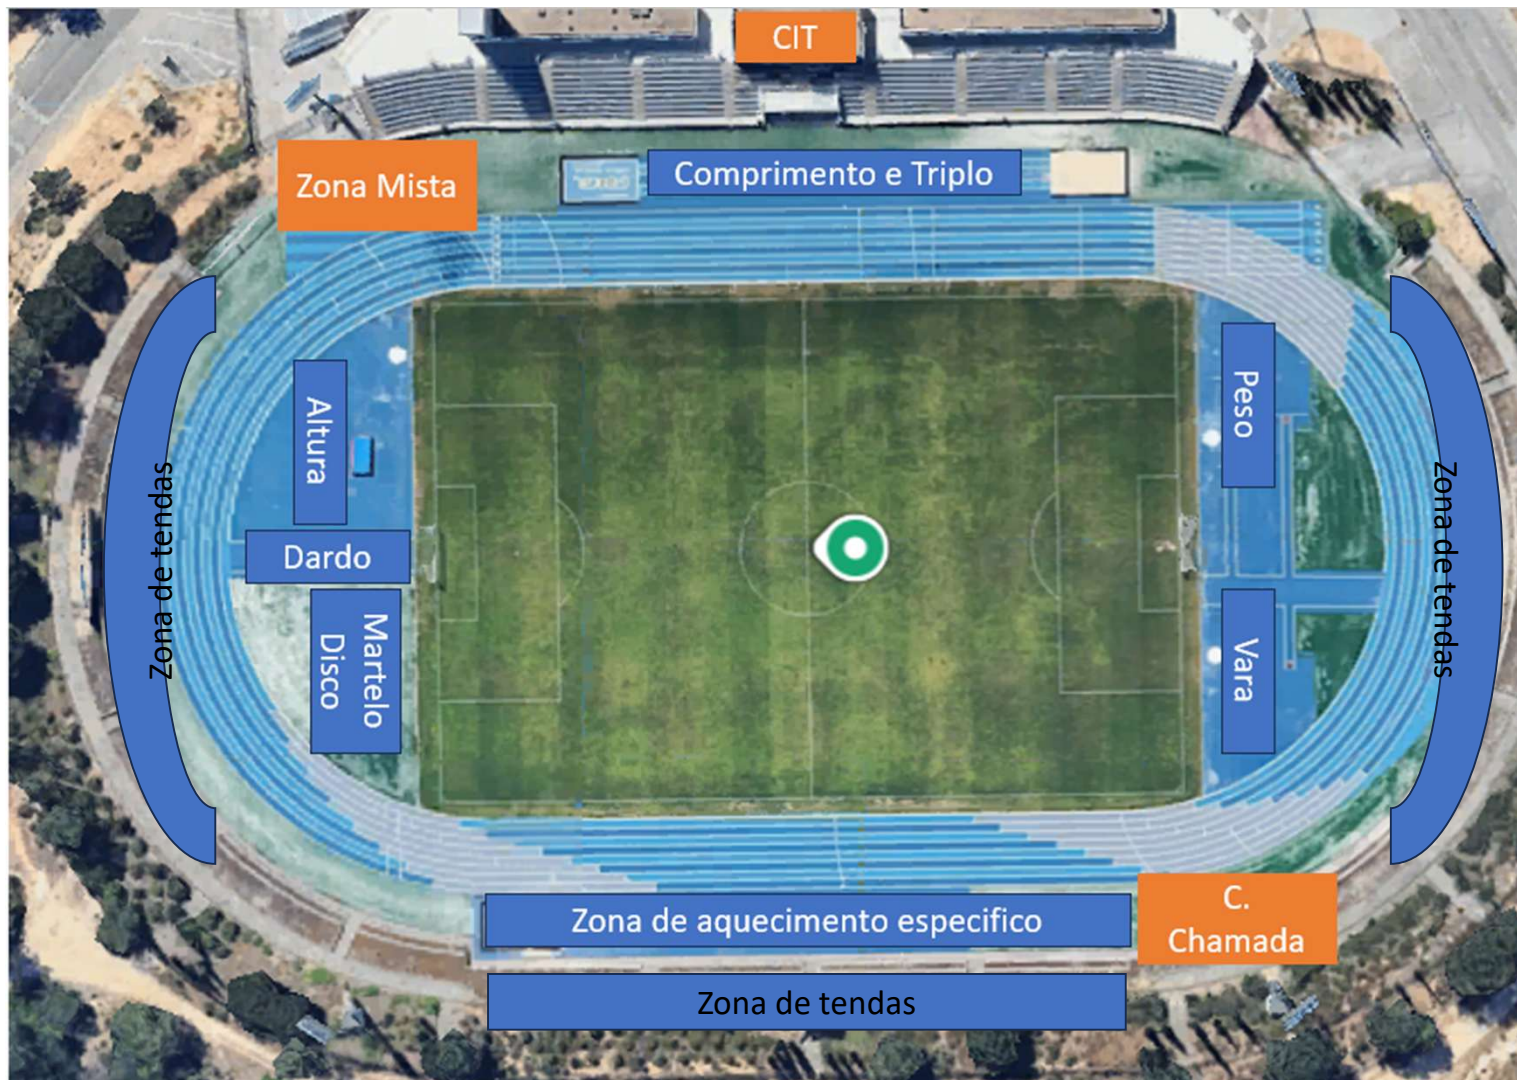 CIT
Zona Mista
Comprimento e Triplo
Altura
Peso
Zona de tendas
Zona de tendas
Dardo
Martelo
Disco
Vara
Zona de aquecimento especifico
C.
Chamada
Zona de tendas